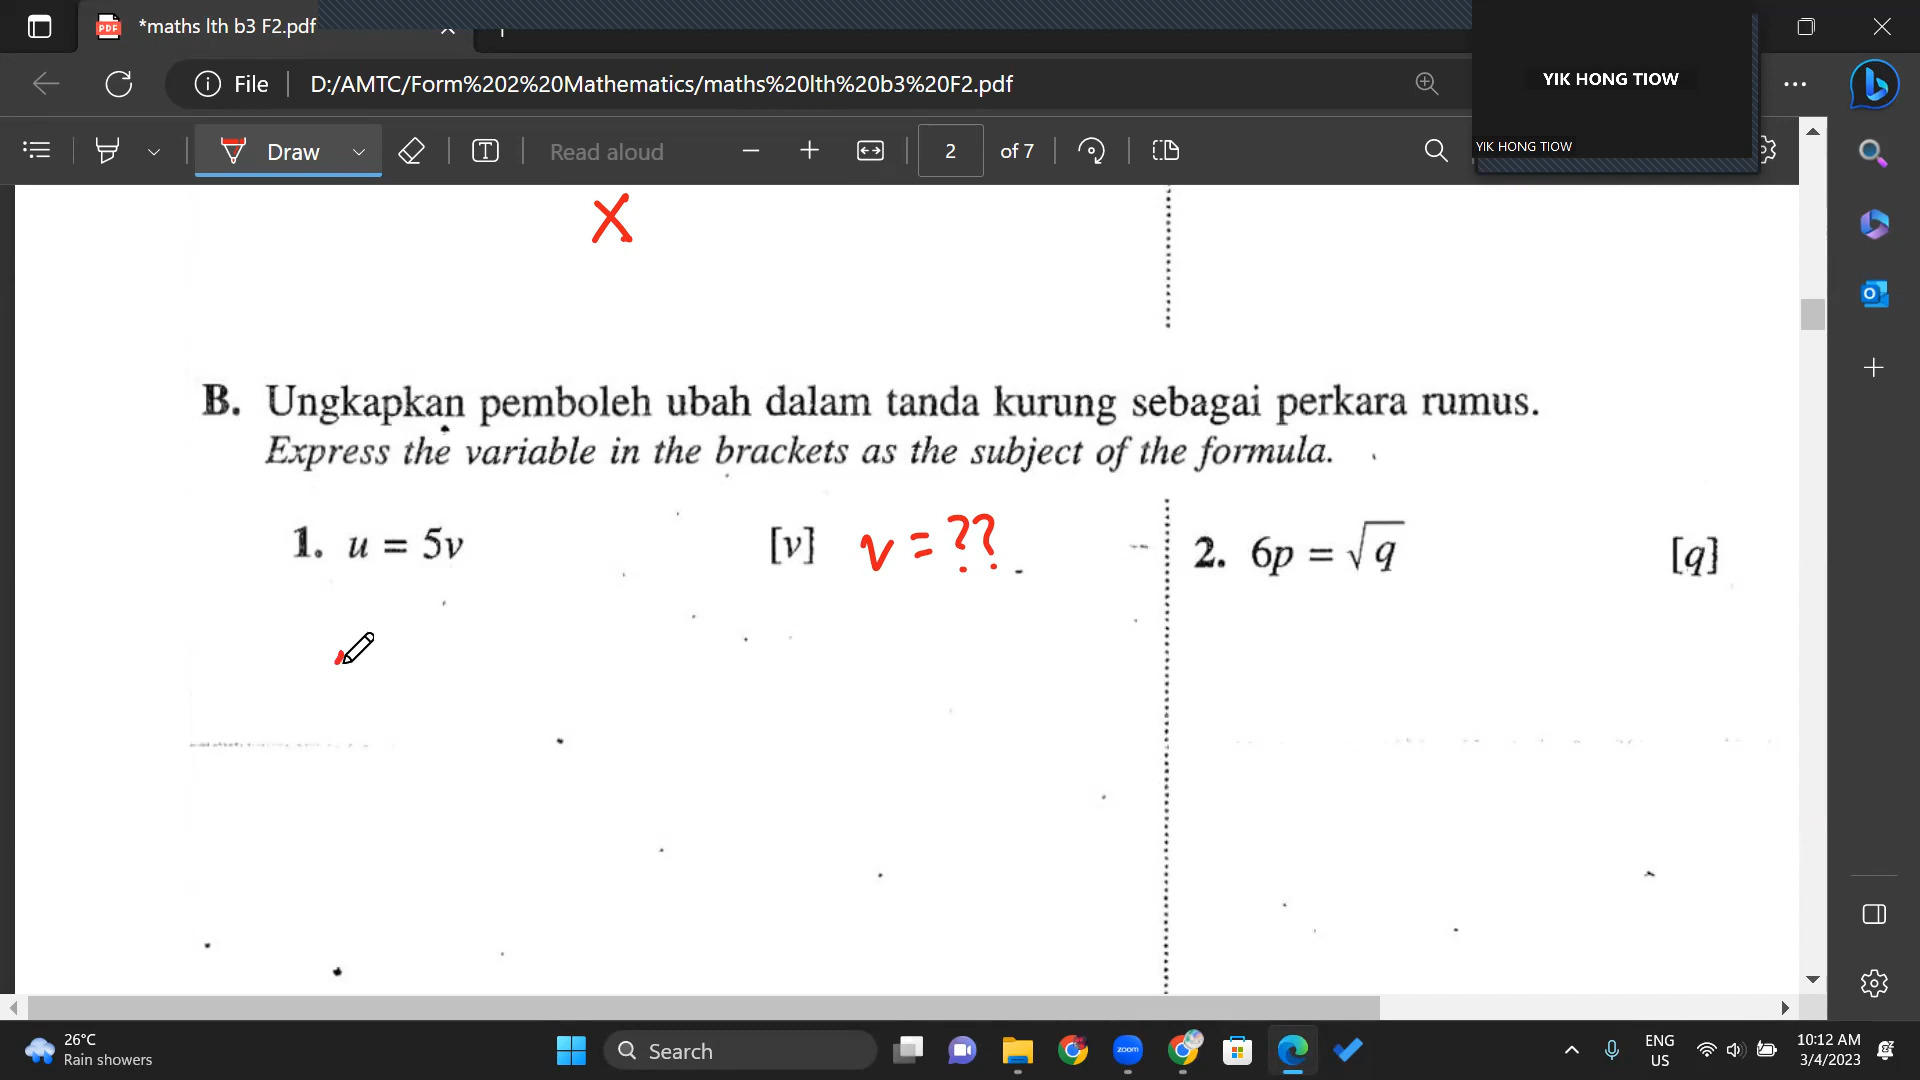 *maths lth b3 F2.pdf
YIK HONG TIOW
File
D:/AMTC/Form%202%20Mathematics/maths%20lth%20b3%20F2.pdf
YIK HONG TIOW
Draw
Read aloud
2 of 7
X
B. Ungkapkan pemboleh ubah dalam tanda kurung sebagai perkara rumus.
Express the variable in the brackets as the subject of the formula.
1. u = 5v [v] v = ??
2. 6p = √q [q]
26°C
Rain showers
Search
zoom
ENG
US
10:12 AM
3/4/2023